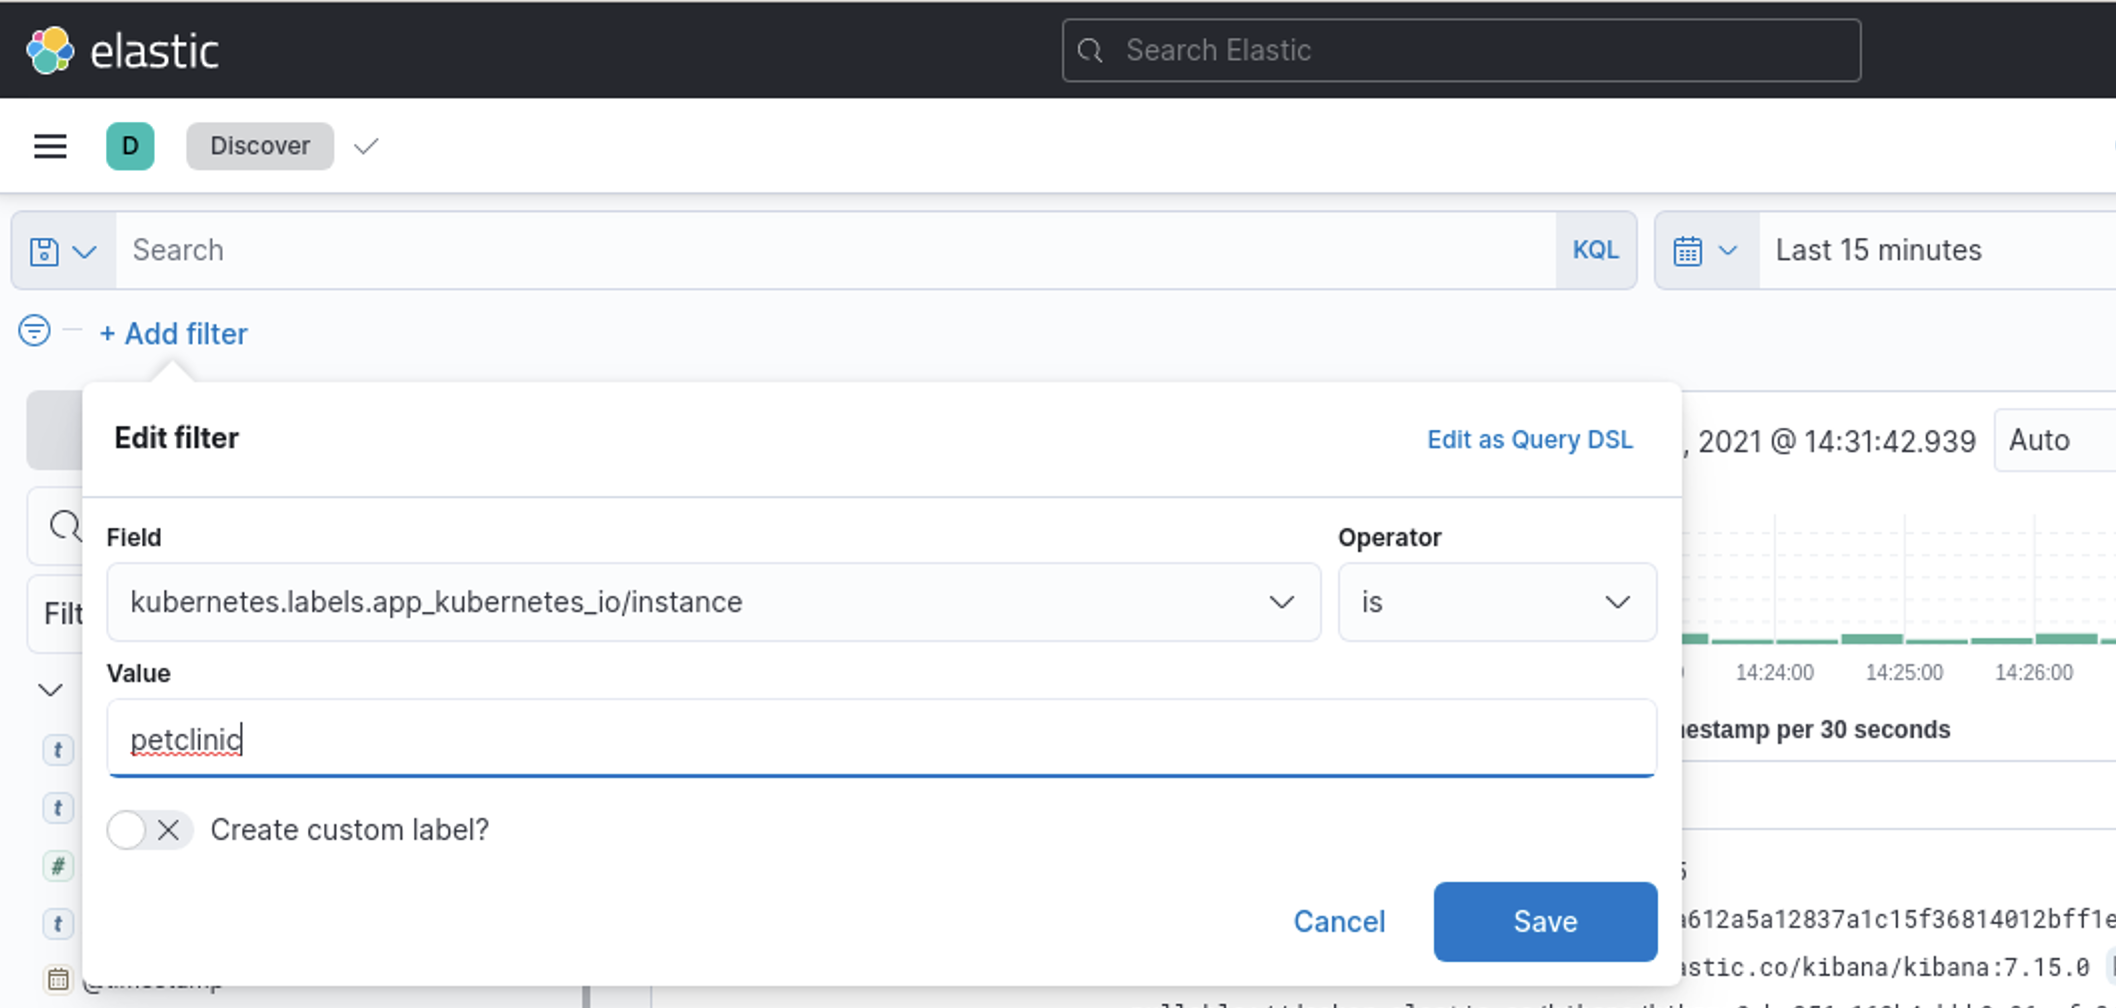 elastic
Search Elastic
D
Discover
Search
KQL
Last 15 minutes
+ Add filter
Edit filter
Edit as Query DSL
, 2021 @ 14:31:42.939
Auto
Field
Operator
kubernetes.labels.app_kubernetes_io/instance
is
Filt
Value
14:24:00
14:25:00
14:26:00
petclinic
nestamp per 30 seconds
t
t
Create custom label?
#
t
Cancel
Save
a612a5a12837a1c15f36814012bff1e
astic.co/kibana/kibana:7.15.0
@timestamp